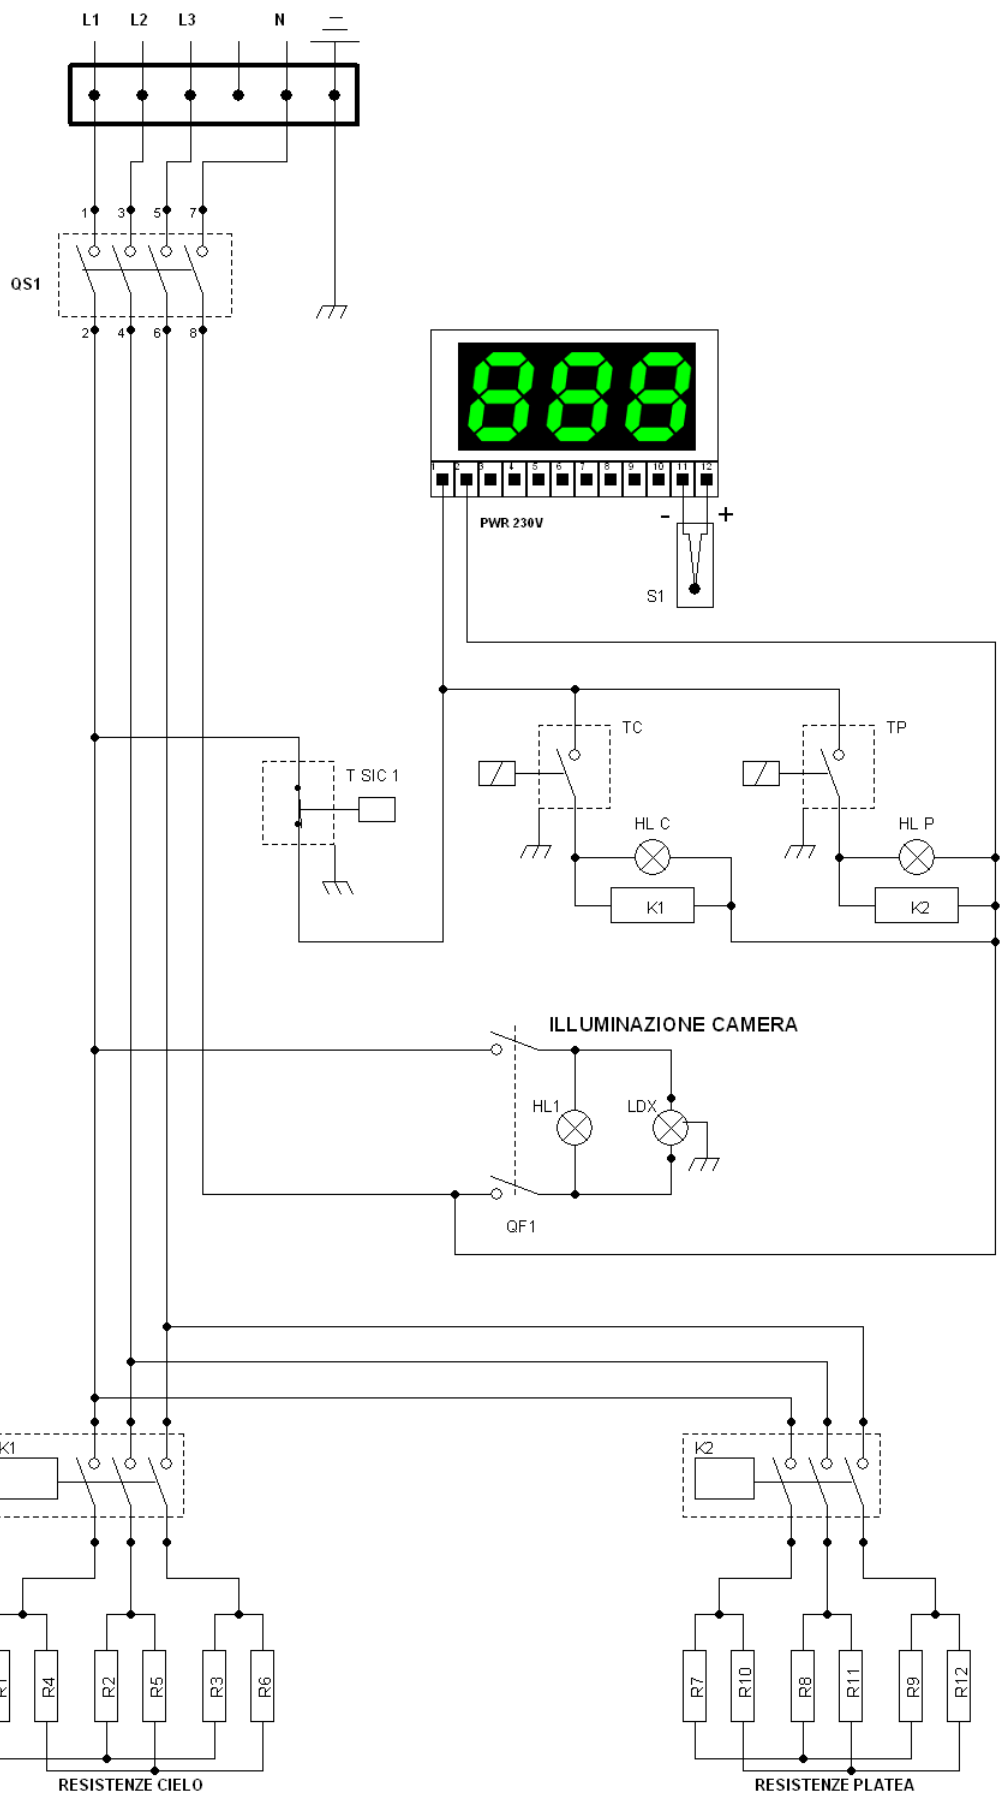 L1 L2 L3 N
1 3 5 7
QS1
2 4 6 8
888
1 2 3 4 5 6 7 8 9 10 11 12
PWR 230V - +
S1
TC TP
T SIC 1
HL C HL P
K1 K2
ILLUMINAZIONE CAMERA
HL1 LDX
QF1
K1 K2
R1 R4 R2 R5 R3 R6 R7 R10 R8 R11 R9 R12
RESISTENZE CIELO RESISTENZE PLATEA